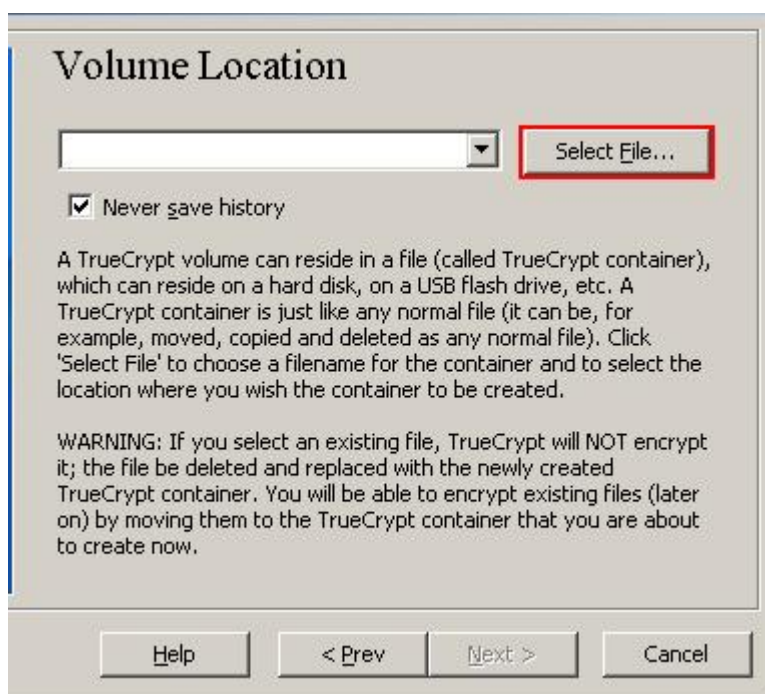 Volume Location
Select File...
Never save history
A TrueCrypt volume can reside in a file (called TrueCrypt container),
which can reside on a hard disk, on a USB flash drive, etc. A
TrueCrypt container is just like any normal file (it can be, for
example, moved, copied and deleted as any normal file). Click
'Select File' to choose a filename for the container and to select the
location where you wish the container to be created.
WARNING: If you select an existing file, TrueCrypt will NOT encrypt
it; the file be deleted and replaced with the newly created
TrueCrypt container. You will be able to encrypt existing files (later
on) by moving them to the TrueCrypt container that you are about
to create now.
Help < Prev Next > Cancel